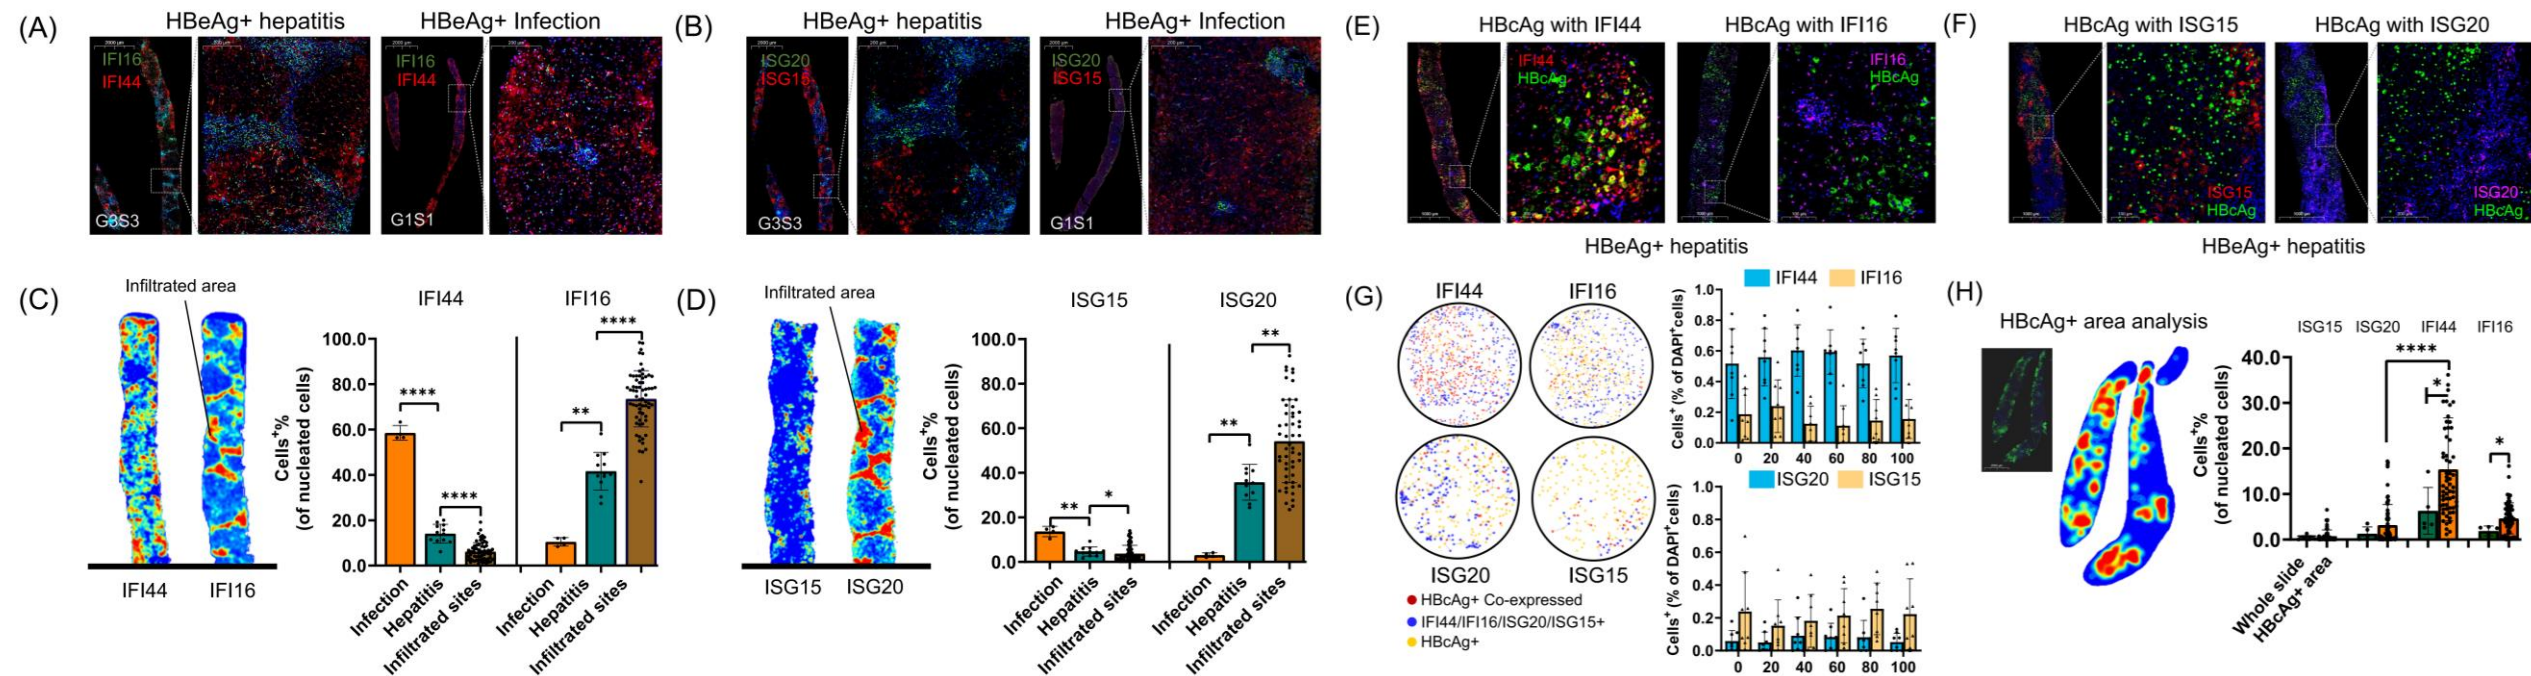 (A)
HBeAg+ hepatitis
HBeAg+ Infection
IFI16
IFI44
G3S3
IFI16
IFI44
G1S1
(B)
HBeAg+ hepatitis
HBeAg+ Infection
ISG20
ISG15
G3S3
ISG20
ISG15
G1S1
(E)
HBcAg with IFI44
HBcAg with IFI16
IFI44
HBcAg
IFI16
HBcAg
HBeAg+ hepatitis
(F)
HBcAg with ISG15
HBcAg with ISG20
ISG15
HBcAg
ISG20
HBcAg
HBeAg+ hepatitis
(C)
Infiltrated area
IFI44
IFI16
IFI44
IFI16
Cells+%
(of nucleated cells)
100.0
80.0
60.0
40.0
20.0
0.0
****
****
**
****
Infection
Hepatitis
Infiltrated sites
Infection
Hepatitis
Infiltrated sites
(D)
Infiltrated area
ISG15
ISG20
ISG15
ISG20
Cells+%
(of nucleated cells)
100.0
80.0
60.0
40.0
20.0
0.0
**
*
**
**
Infection
Hepatitis
Infiltrated sites
Infection
Hepatitis
Infiltrated sites
(G)
IFI44
IFI16
ISG20
ISG15
HBcAg+ Co-expressed
IFI44/IFI16/ISG20/ISG15+
HBcAg+
IFI44
IFI16
Cells+ (% of DAPI+cells)
1.0
0.8
0.6
0.4
0.2
0.0
0 20 40 60 80 100
ISG20
ISG15
Cells+ (% of DAPI+cells)
1.0
0.8
0.6
0.4
0.2
0.0
0 20 40 60 80 100
(H)
HBcAg+ area analysis
ISG15 ISG20 IFI44 IFI16
Cells+%
(of nucleated cells)
40.0
30.0
20.0
10.0
0.0
****
*
*
Whole slide
HBcAg+ area